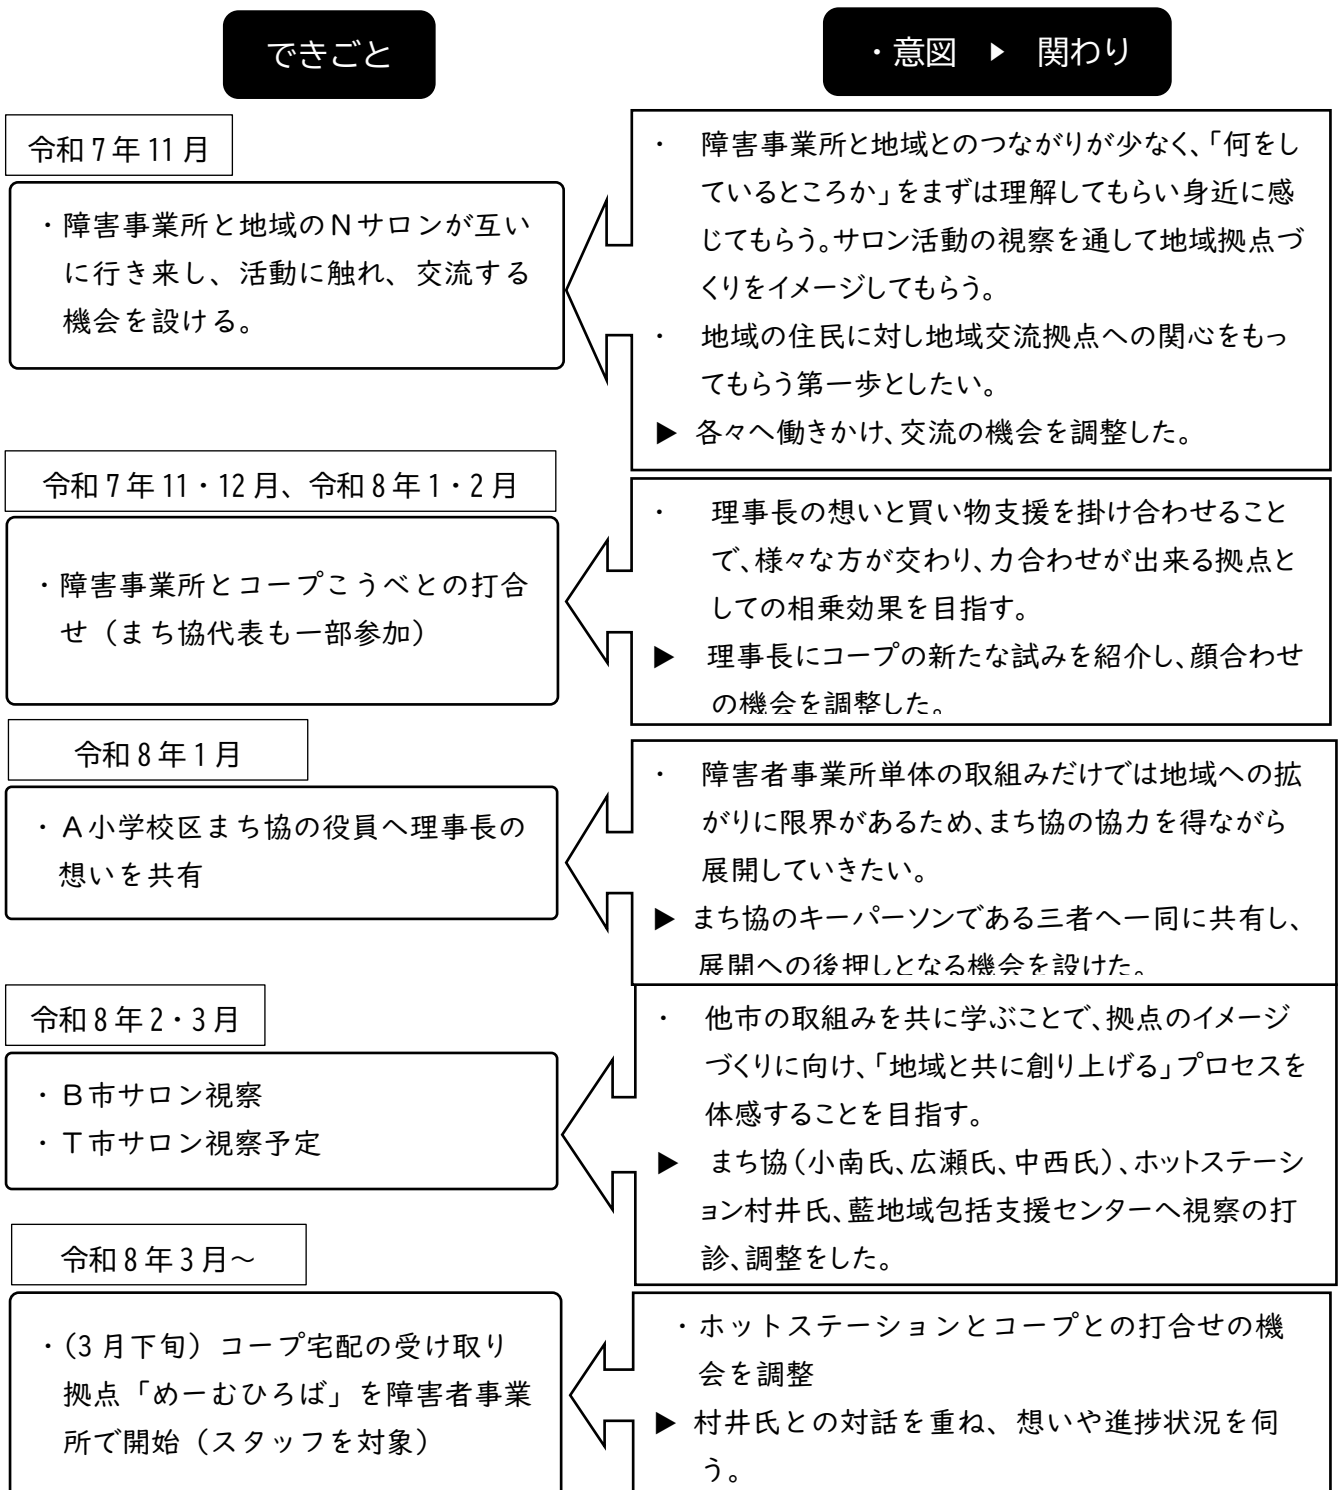 できごと
・意図 ▶ 関わり
令和７年11月
・障害事業所と地域のＮサロンが互い
に行き来し、活動に触れ、交流する
機会を設ける。
・ 障害事業所と地域とのつながりが少なく、「何をし
ているところか」をまずは理解してもらい身近に感
じてもらう。サロン活動の視察を通して地域拠点づ
くりをイメージしてもらう。
・ 地域の住民に対し地域交流拠点への関心をもっ
てもらう第一歩としたい。
▶ 各々へ働きかけ、交流の機会を調整した。
令和７年11・12月、令和８年1・2月
・障害事業所とコープこうべとの打合
せ（まち協代表も一部参加）
・ 理事長の想いと買い物支援を掛け合わせること
で、様々な方が交わり、力合わせが出来る拠点と
しての相乗効果を目指す。
▶ 理事長にコープの新たな試みを紹介し、顔合わせ
の機会を調整した。
令和８年１月
・Ａ小学校区まち協の役員へ理事長の
想いを共有
・ 障害者事業所単体の取組みだけでは地域への拡
がりに限界があるため、まち協の協力を得ながら
展開していきたい。
▶ まち協のキーパーソンである三者へ一同に共有し、
展開への後押しとなる機会を設けた。
令和８年2・3月
・Ｂ市サロン視察
・Ｔ市サロン視察予定
・ 他市の取組みを共に学ぶことで、拠点のイメージ
づくりに向け、「地域と共に創り上げる」プロセスを
体感することを目指す。
▶ まち協（小南氏、広瀬氏、中西氏）、ホットステーシ
ョン村井氏、藍地域包括支援センターへ視察の打
診、調整をした。
令和８年３月～
・（3月下旬）コープ宅配の受け取り
拠点「めーむひろば」を障害者事業
所で開始（スタッフを対象）
・ホットステーションとコープとの打合せの機
会を調整
▶ 村井氏との対話を重ね、想いや進捗状況を伺
う。